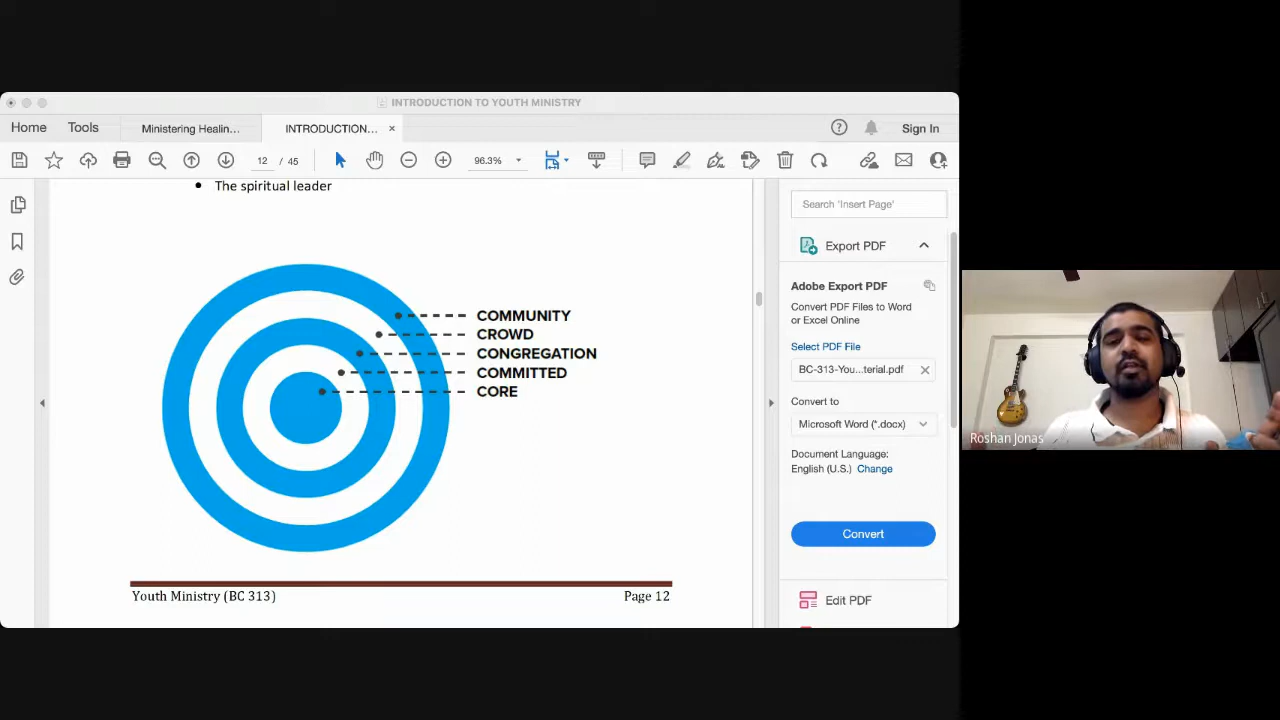 INTRODUCTION TO YOUTH MINISTRY
Home Tools Ministering Healin... INTRODUCTION... × Sign In
12 / 45 96.3%
The spiritual leader
COMMUNITY
CROWD
CONGREGATION
COMMITTED
CORE
Youth Ministry (BC 313) Page 12
Search 'Insert Page'
Export PDF
Adobe Export PDF
Convert PDF Files to Word
or Excel Online
Select PDF File
BC-313-You...terial.pdf
Convert to
Microsoft Word (*.docx)
Document Language:
English (U.S.) Change
Convert
Edit PDF
Roshan Jonas